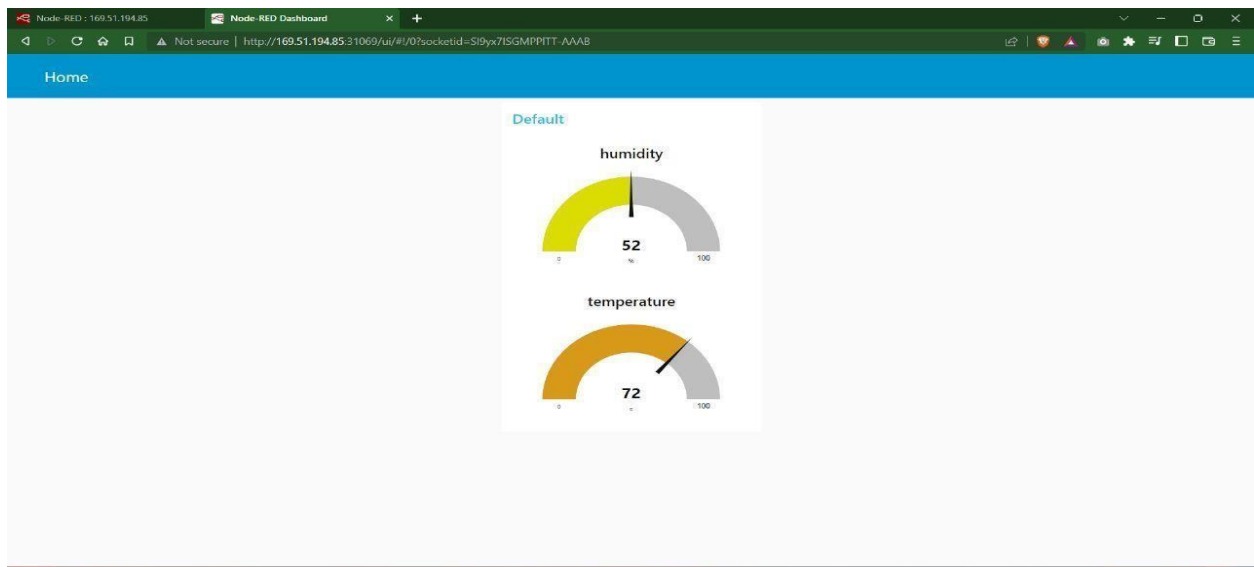 Node-RED : 169.51.194.85
Node-RED Dashboard
Not secure | http://169.51.194.85:31069/ui/#!/0?socketid=SI9yx7ISGMPPITT-AAAB
Home
Default
humidity
52
%
0
100
temperature
72
0
100